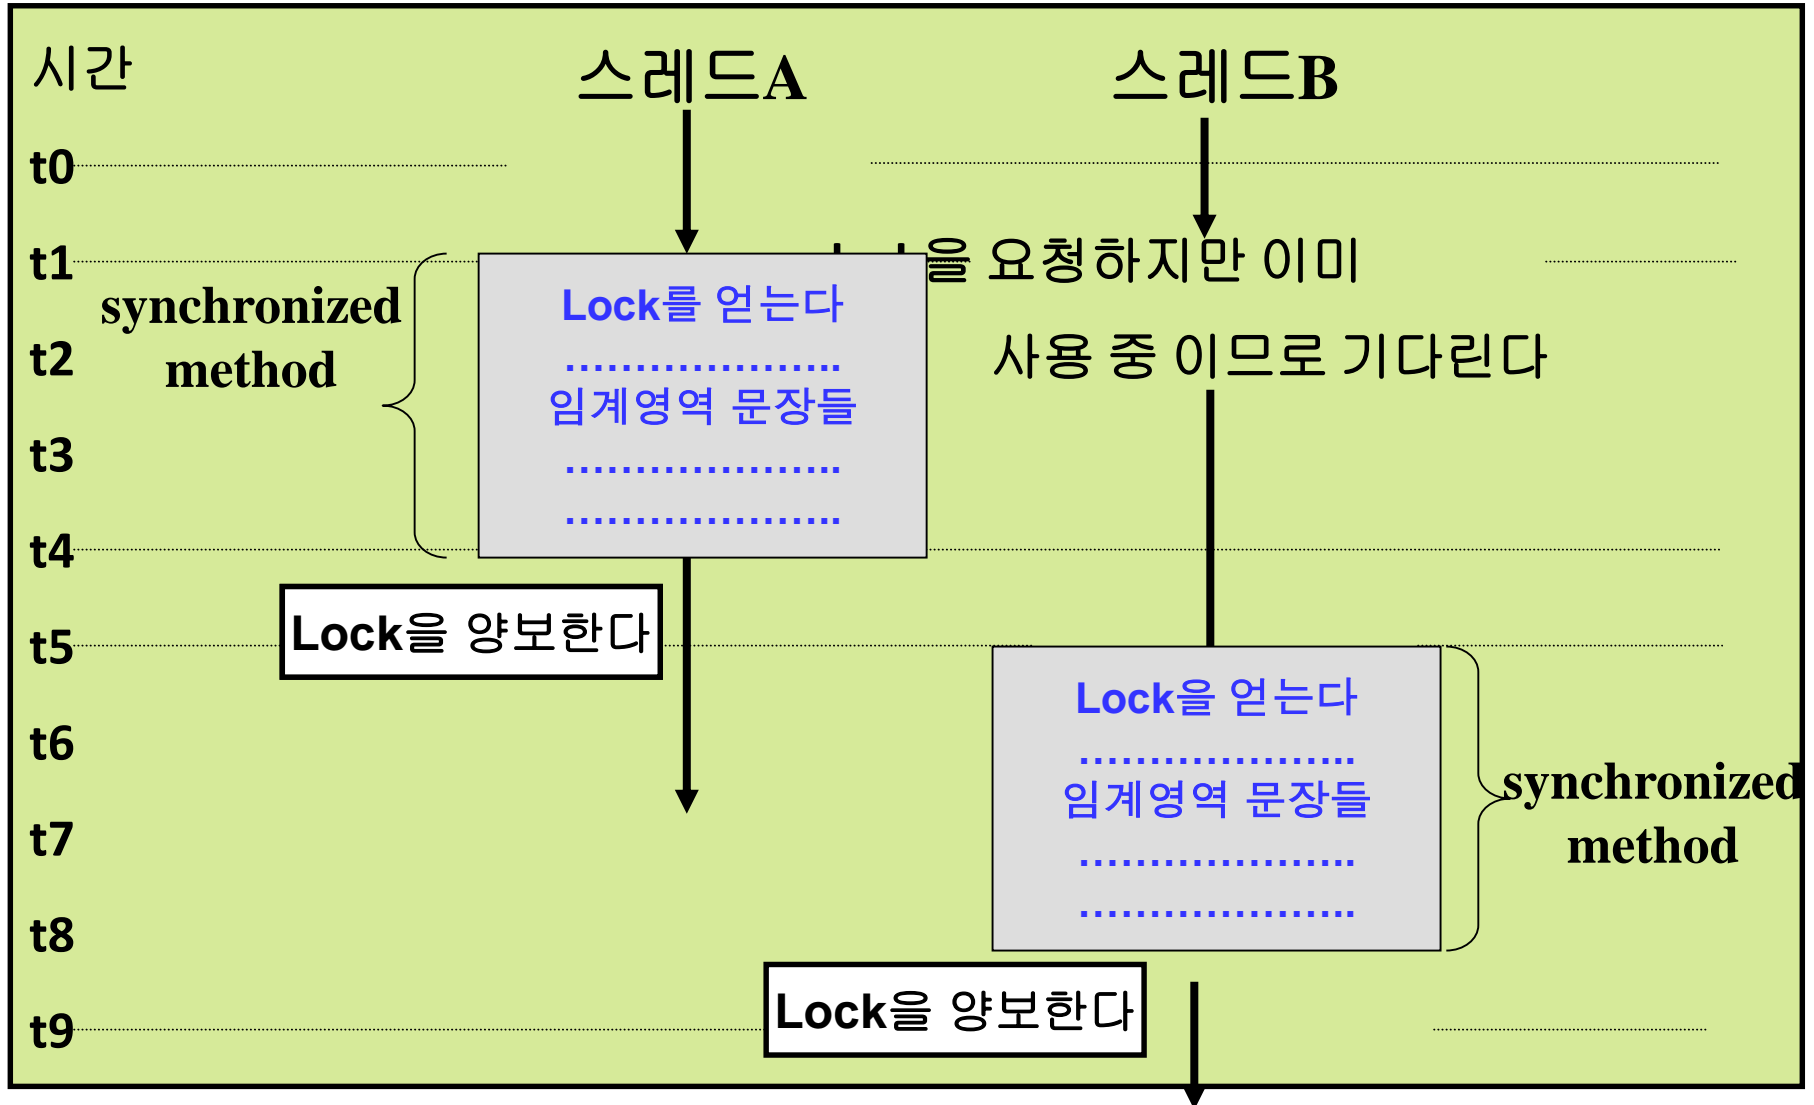 시간
스레드A
스레드B
t0
t1
t2
t3
t4
t5
t6
t7
t8
t9
synchronized
method
Lock를 얻는다
………………..
임계영역 문장들
………………..
………………..
을 요청하지만 이미
사용 중 이므로 기다린다
Lock을 양보한다
Lock을 얻는다
………………..
임계영역 문장들
………………..
………………..
synchronized
method
Lock을 양보한다